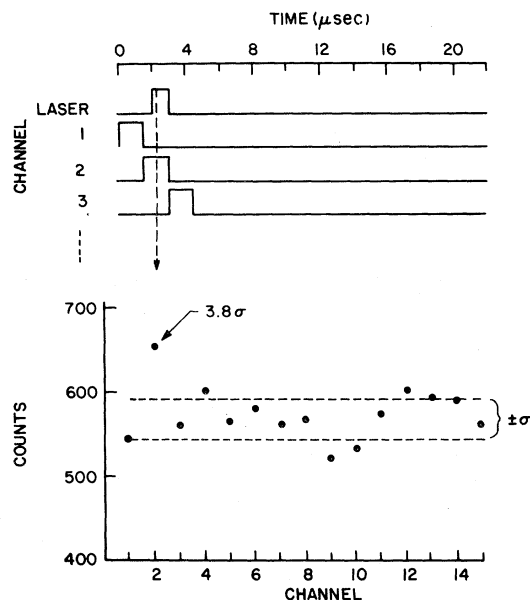 TIME (μsec)
0 4 8 12 16 20
CHANNEL
LASER
1
2
3
700
3.8σ
600
±σ
COUNTS
500
400
2 4 6 8 10 12 14
CHANNEL